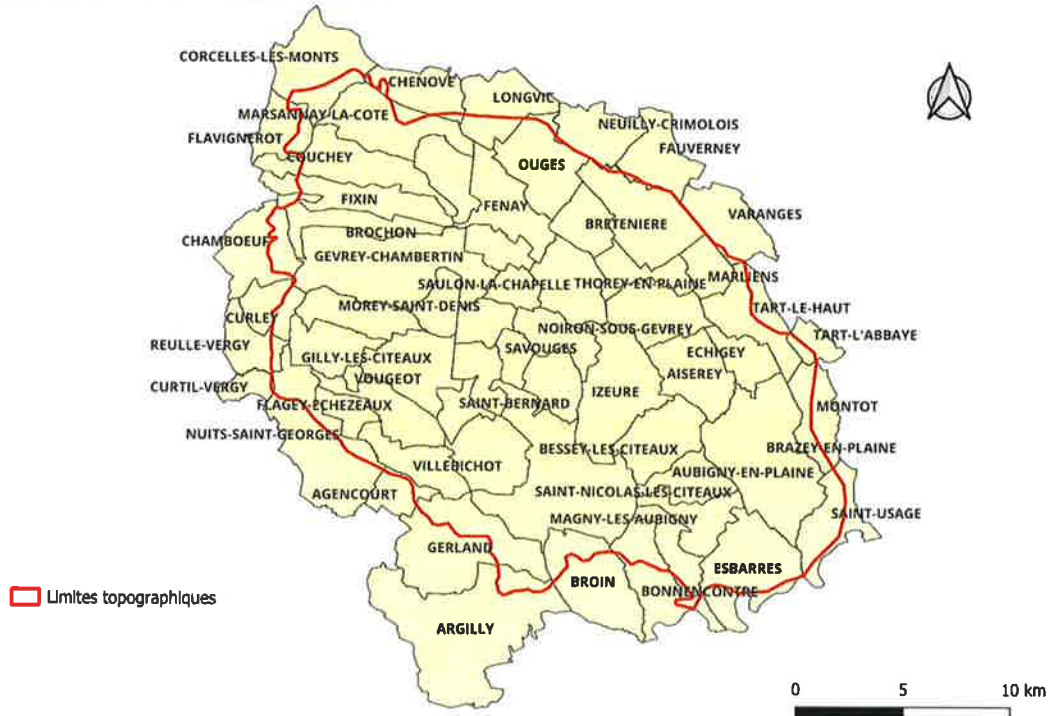 CORCELLES-LES-MONTS
CHENOVE
LONGVIC
MARSANNAY-LA-COTE
NEUILLY-CRIMOLOIS
FLAVIGNEROT
FAUVERNEY
COUCHEY
OUGES
FIXIN
FENAY
VARANGES
BRETENIERE
BROCHON
CHAMBOEUF
GEVREY-CHAMBERTIN
MARLIENS
SAULON-LA-CHAPELLE
THOREY-EN-PLAINE
MOREY-SAINT-DENIS
TART-LE-HAUT
CURLEY
NOIRON-SOUS-GEVREY
TART-L'ABBAYE
REULLE-VERGY
SAVOUGES
GILLY-LES-CITEAUX
ECHIGEY
AISEREY
VOUGEOT
CURTIL-VERGY
IZEURE
FLAGEY-ECHEZEAUX
SAINT-BERNARD
MONTOT
NUITS-SAINT-GEORGES
BESSEY-LES-CITEAUX
BRAZEY-EN-PLAINE
VILLEBICHOT
AUBIGNY-EN-PLAINE
AGENCOURT
SAINT-NICOLAS-LES-CITEAUX
SAINT-USAGE
MAGNY-LES-AUBIGNY
GERLAND
ESBARRES
BROIN
BONNENCONTRE
Limites topographiques
ARGILLY
0 5 10 km